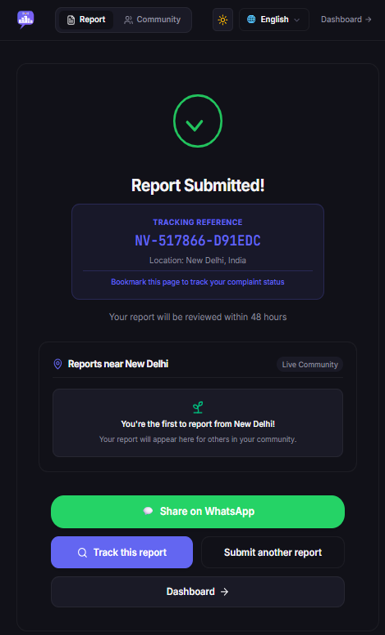 Report
Community
English
Dashboard →
Report Submitted!
TRACKING REFERENCE
NV-517866-D91EDC
Location: New Delhi, India
Bookmark this page to track your complaint status
Your report will be reviewed within 48 hours
Reports near New Delhi
Live Community
You're the first to report from New Delhi!
Your report will appear here for others in your community.
Share on WhatsApp
Track this report
Submit another report
Dashboard →